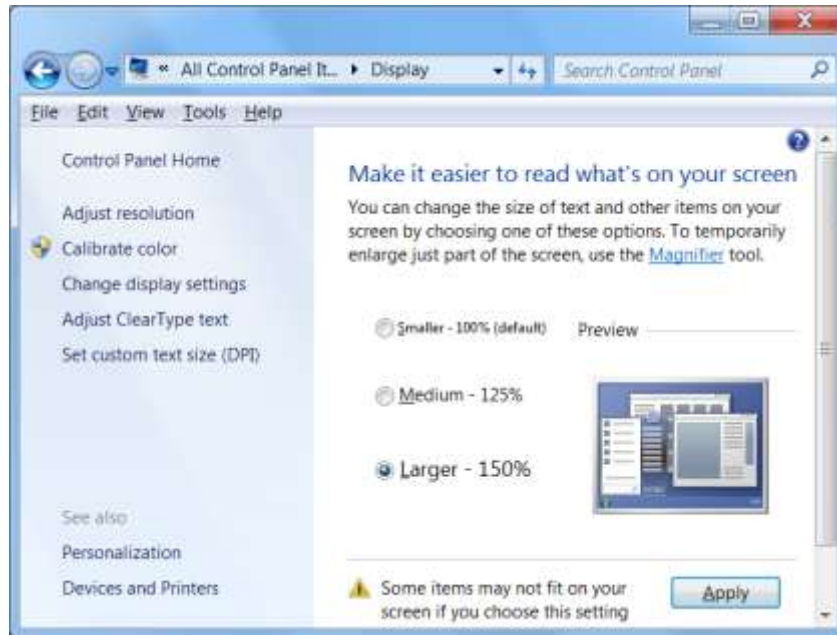 « All Control Panel It... ▸ Display
Search Control Panel
File Edit View Tools Help
Control Panel Home
Adjust resolution
Calibrate color
Change display settings
Adjust ClearType text
Set custom text size (DPI)
See also
Personalization
Devices and Printers
Make it easier to read what's on your screen
You can change the size of text and other items on your
screen by choosing one of these options. To temporarily
enlarge just part of the screen, use the Magnifier tool.
Smaller - 100% (default)
Preview
Medium - 125%
Larger - 150%
Some items may not fit on your
screen if you choose this setting
Apply